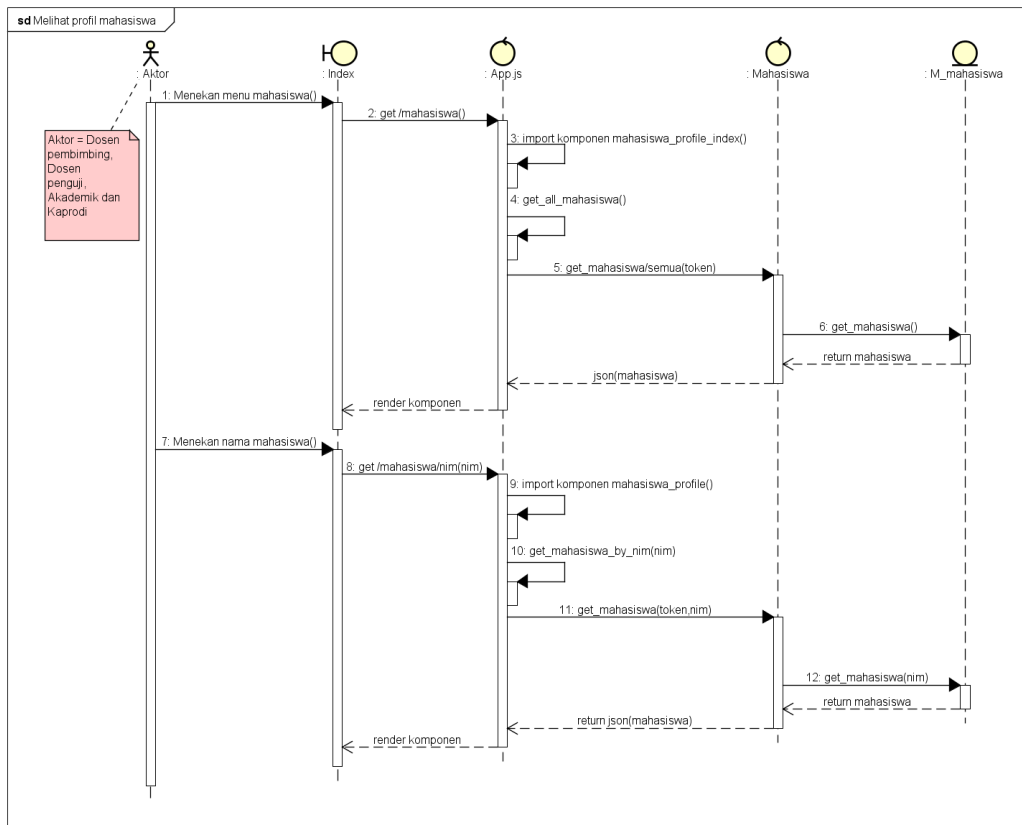 sd Melihat profil mahasiswa
: Aktor
: Index
: App.js
: Mahasiswa
: M_mahasiswa
1: Menekan menu mahasiswa()
2: get /mahasiswa()
Aktor = Dosen
pembimbing,
Dosen
penguji,
Akademik dan
Kaprodi
3: import komponen mahasiswa_profile_index()
4: get_all_mahasiswa()
5: get_mahasiswa/semua(token)
6: get_mahasiswa()
return mahasiswa
json(mahasiswa)
render komponen
7: Menekan nama mahasiswa()
8: get /mahasiswa/nim(nim)
9: import komponen mahasiswa_profile()
10: get_mahasiswa_by_nim(nim)
11: get_mahasiswa(token,nim)
12: get_mahasiswa(nim)
return mahasiswa
return json(mahasiswa)
render komponen